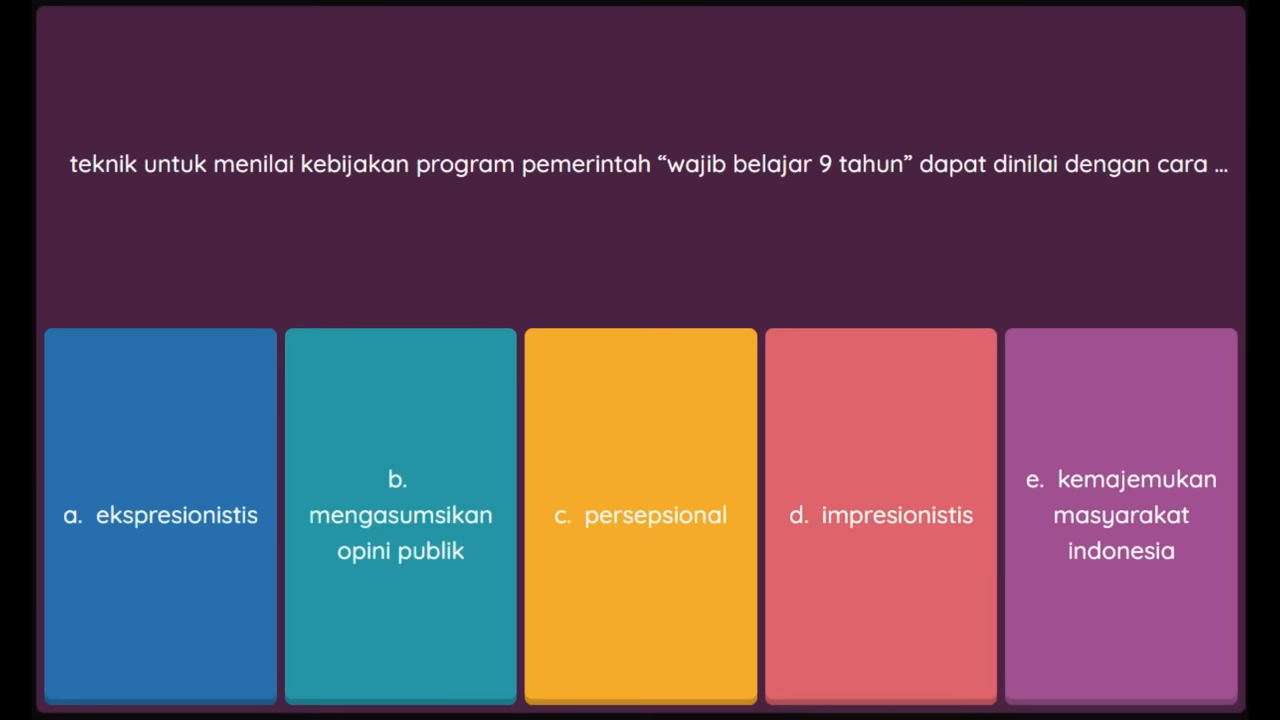 teknik untuk menilai kebijakan program pemerintah “wajib belajar 9 tahun” dapat dinilai dengan cara ...
a. ekspresionistis
b.
mengasumsikan
opini publik
c. persepsional
d. impresionistis
e. kemajemukan
masyarakat
indonesia